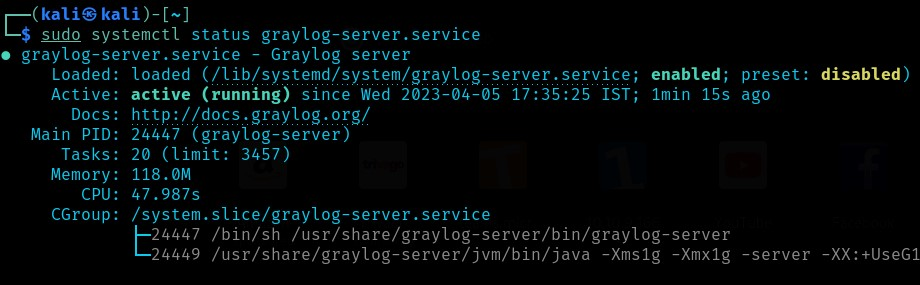 ┌──(kali㉿kali)-[~]
└─$ sudo systemctl status graylog-server.service
● graylog-server.service - Graylog server
Loaded: loaded (/lib/systemd/system/graylog-server.service; enabled; preset: disabled)
Active: active (running) since Wed 2023-04-05 17:35:25 IST; 1min 15s ago
Docs: http://docs.graylog.org/
Main PID: 24447 (graylog-server)
Tasks: 20 (limit: 3457)
Memory: 118.0M
CPU: 47.987s
CGroup: /system.slice/graylog-server.service
├─24447 /bin/sh /usr/share/graylog-server/bin/graylog-server
└─24449 /usr/share/graylog-server/jvm/bin/java -Xms1g -Xmx1g -server -XX:+UseG1